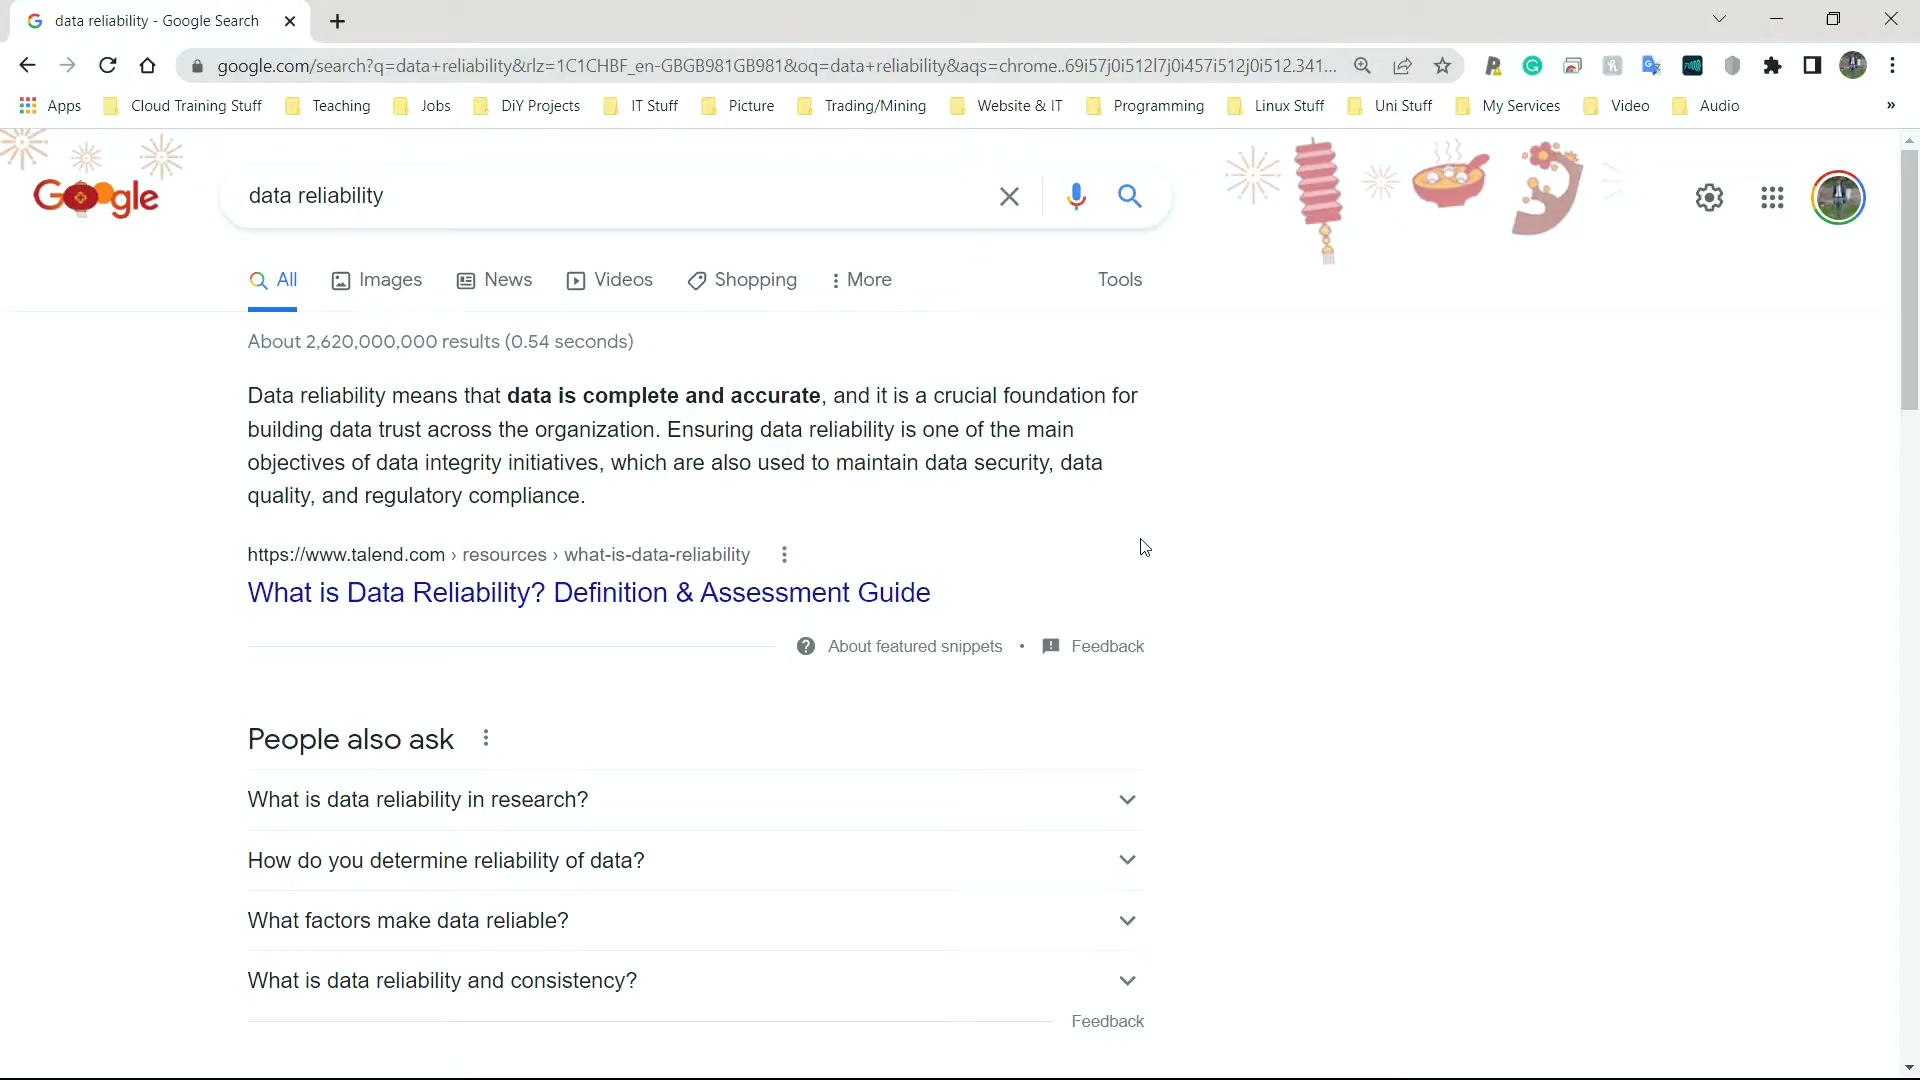 data reliability - Google Search
google.com/search?q=data+reliability&rlz=1C1CHBF_en-GBGB981GB981&oq=data+reliability&aqs=chrome..69i57j0i512l7j0i457i512j0i512.341...
Apps Cloud Training Stuff Teaching Jobs DiY Projects IT Stuff Picture Trading/Mining Website & IT Programming Linux Stuff Uni Stuff My Services Video Audio »
Google data reliability
All Images News Videos Shopping More Tools
About 2,620,000,000 results (0.54 seconds)
Data reliability means that data is complete and accurate, and it is a crucial foundation for
building data trust across the organization. Ensuring data reliability is one of the main
objectives of data integrity initiatives, which are also used to maintain data security, data
quality, and regulatory compliance.
https://www.talend.com › resources › what-is-data-reliability
What is Data Reliability? Definition & Assessment Guide
About featured snippets • Feedback
People also ask
What is data reliability in research?
How do you determine reliability of data?
What factors make data reliable?
What is data reliability and consistency?
Feedback